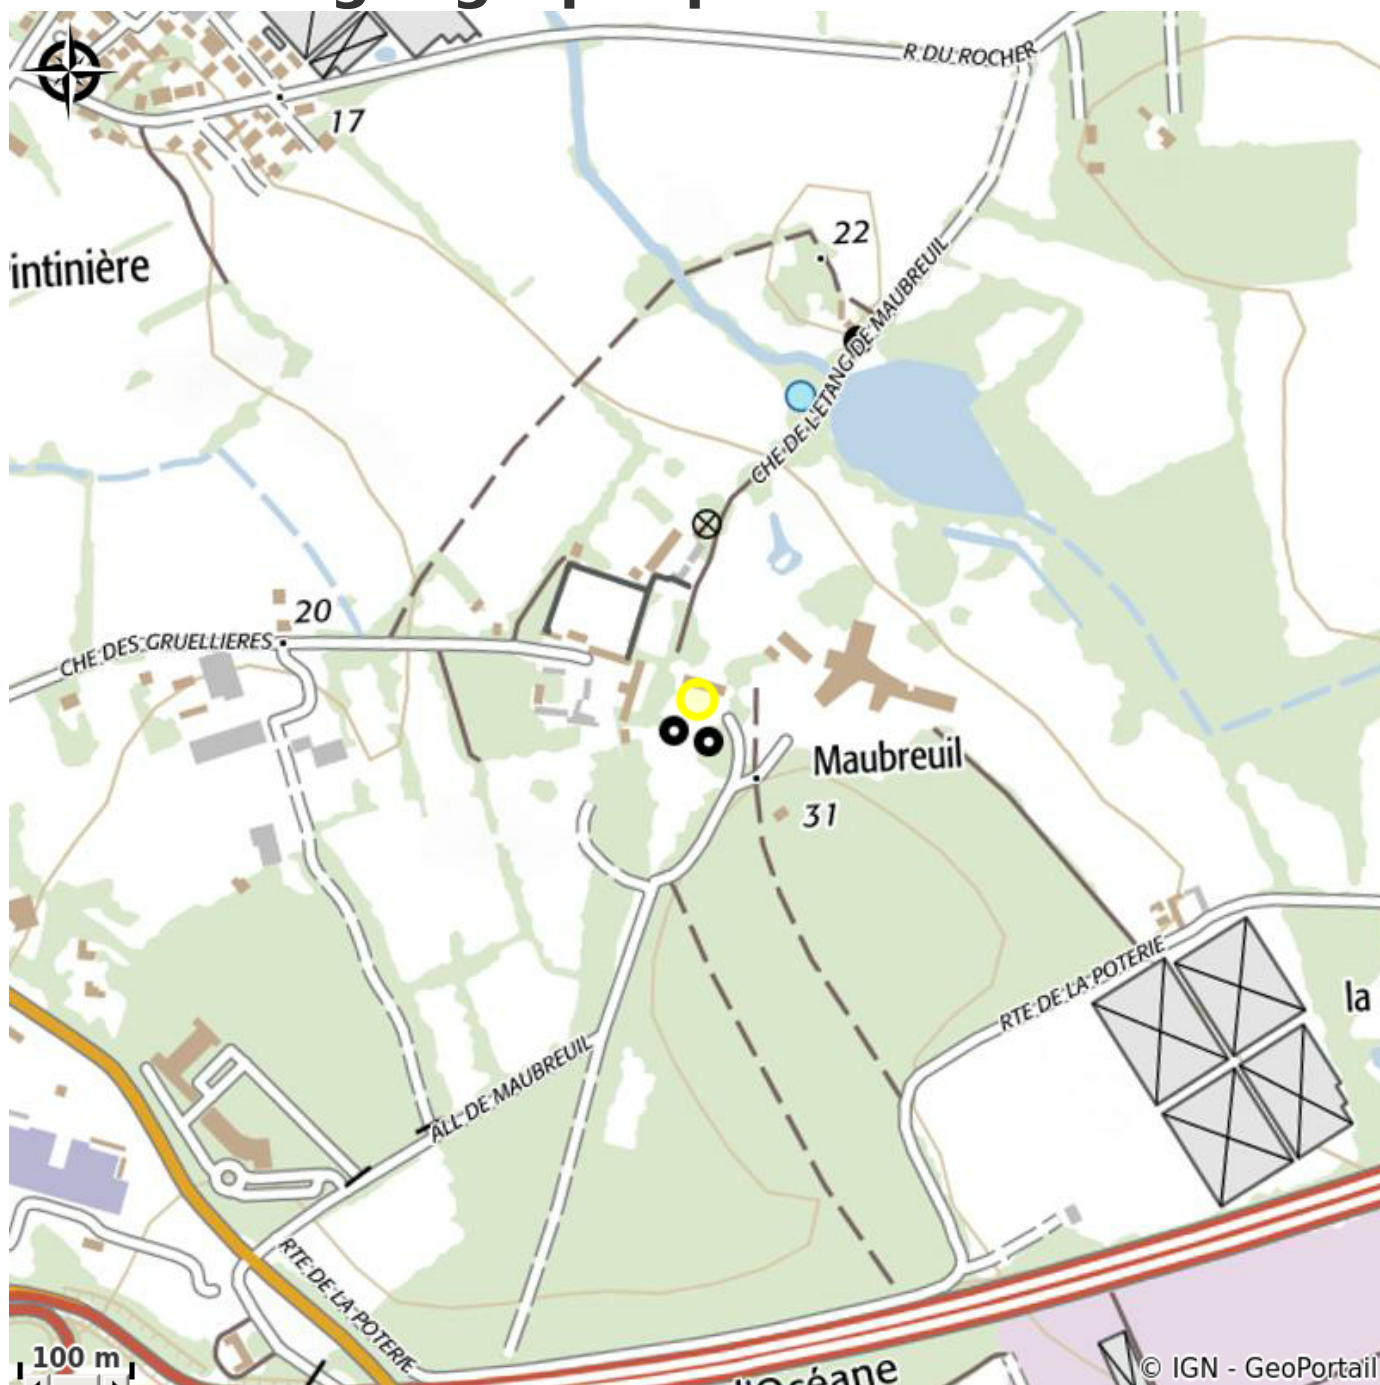 R DU ROCHER
17
22
intinière
CHE DE L'ETANG DE MAUBREUIL
20
CHE DES GRUELLIERES
Maubreuil
31
RTE DE LA POTERIE
la
ALL DE MAUBREUIL
RTE DE LA POTERIE
100 m
l'Océane
© IGN - GeoPortail